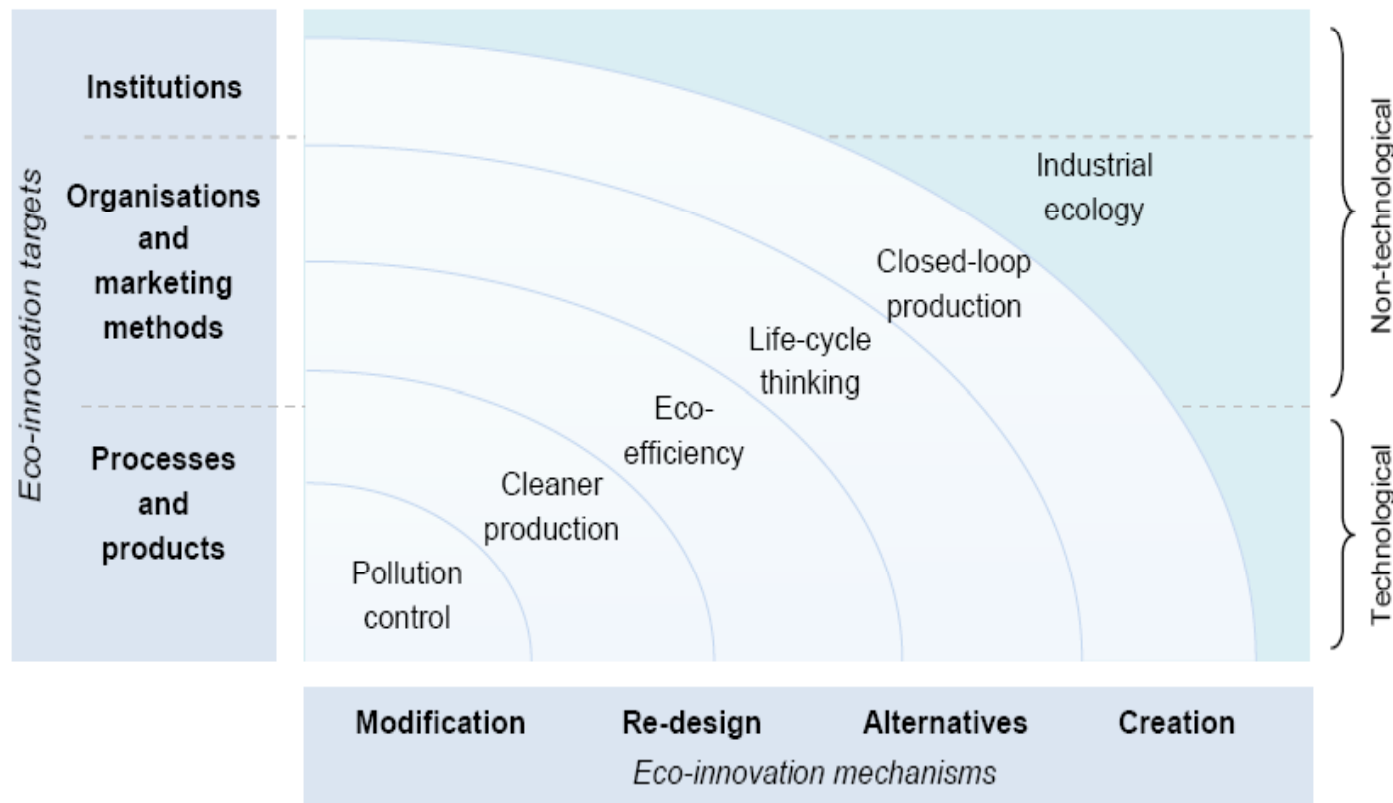 Eco-innovation targets
Institutions
Organisations
and
marketing
methods
Processes
and
products
Industrial
ecology
Closed-loop
production
Life-cycle
thinking
Eco-
efficiency
Cleaner
production
Pollution
control
Non-technological
Technological
Modification
Re-design
Alternatives
Creation
Eco-innovation mechanisms